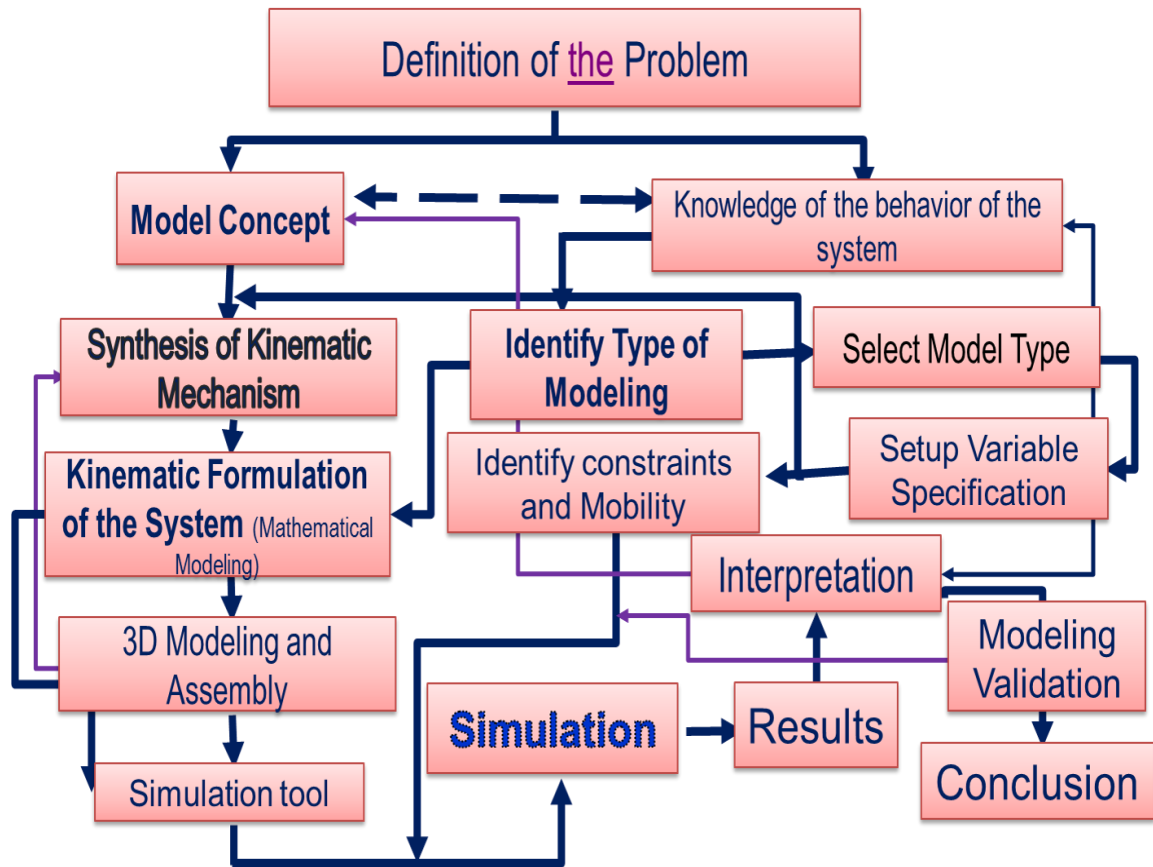 Definition of the Problem
Model Concept
Knowledge of the behavior of the
system
Synthesis of Kinematic
Mechanism
Identify Type of
Modeling
Select Model Type
Kinematic Formulation
of the System (Mathematical
Modeling)
Identify constraints
and Mobility
Setup Variable
Specification
Interpretation
3D Modeling and
Assembly
Modeling
Validation
Simulation
Results
Simulation tool
Conclusion